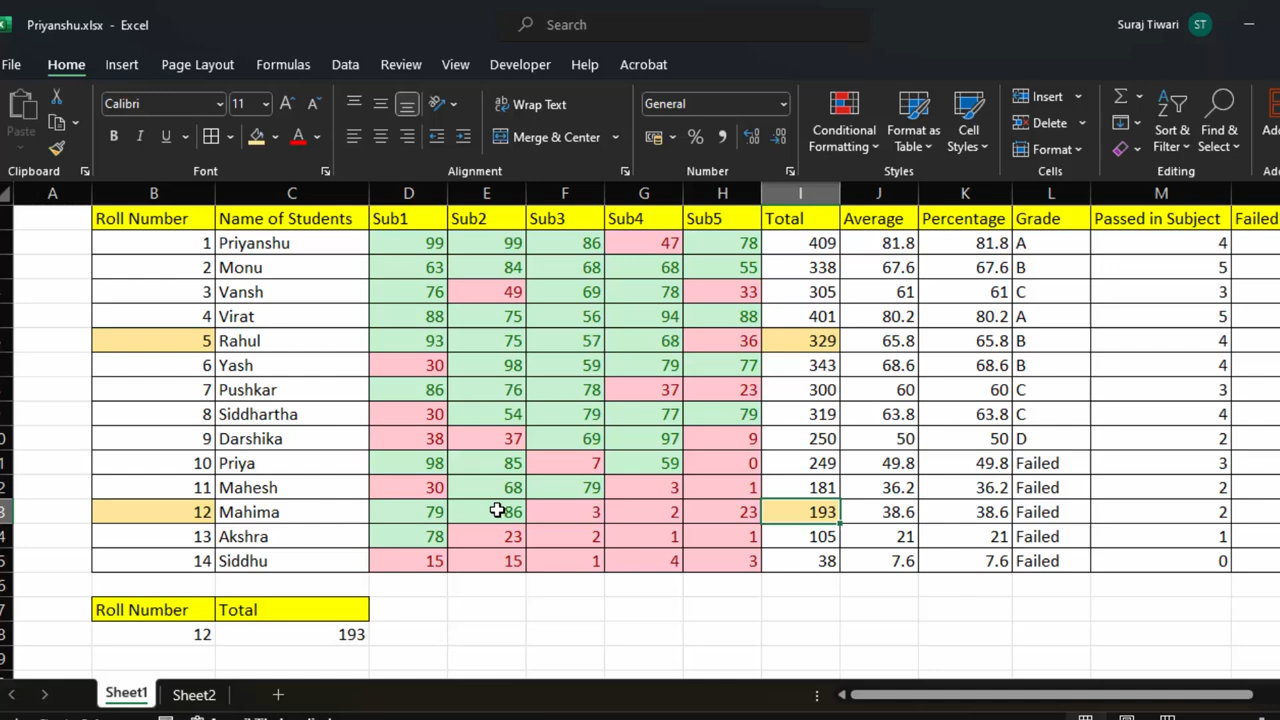 Priyanshu.xlsx - Excel Search Suraj Tiwari ST
File Home Insert Page Layout Formulas Data Review View Developer Help Acrobat
Calibri 11 Wrap Text General Insert
Paste Conditional Formatting Format as Table Cell Styles Delete Sort & Filter Find & Select
B I U Merge & Center Format
Clipboard Font Alignment Number Styles Cells Editing
A B C D E F G H I J K L M
Roll Number Name of Students Sub1 Sub2 Sub3 Sub4 Sub5 Total Average Percentage Grade Passed in Subject Failed
1 Priyanshu 99 99 86 47 78 409 81.8 81.8 A 4
2 Monu 63 84 68 68 55 338 67.6 67.6 B 5
3 Vansh 76 49 69 78 33 305 61 61 C 3
4 Virat 88 75 56 94 88 401 80.2 80.2 A 5
5 Rahul 93 75 57 68 36 329 65.8 65.8 B 4
6 Yash 30 98 59 79 77 343 68.6 68.6 B 4
7 Pushkar 86 76 78 37 23 300 60 60 C 3
8 Siddhartha 30 54 79 77 79 319 63.8 63.8 C 4
9 Darshika 38 37 69 97 9 250 50 50 D 2
10 Priya 98 85 7 59 0 249 49.8 49.8 Failed 3
11 Mahesh 30 68 79 3 1 181 36.2 36.2 Failed 2
12 Mahima 79 86 3 2 23 193 38.6 38.6 Failed 2
13 Akshra 78 23 2 1 1 105 21 21 Failed 1
14 Siddhu 15 15 1 4 3 38 7.6 7.6 Failed 0
Roll Number Total
12 193
Sheet1 Sheet2